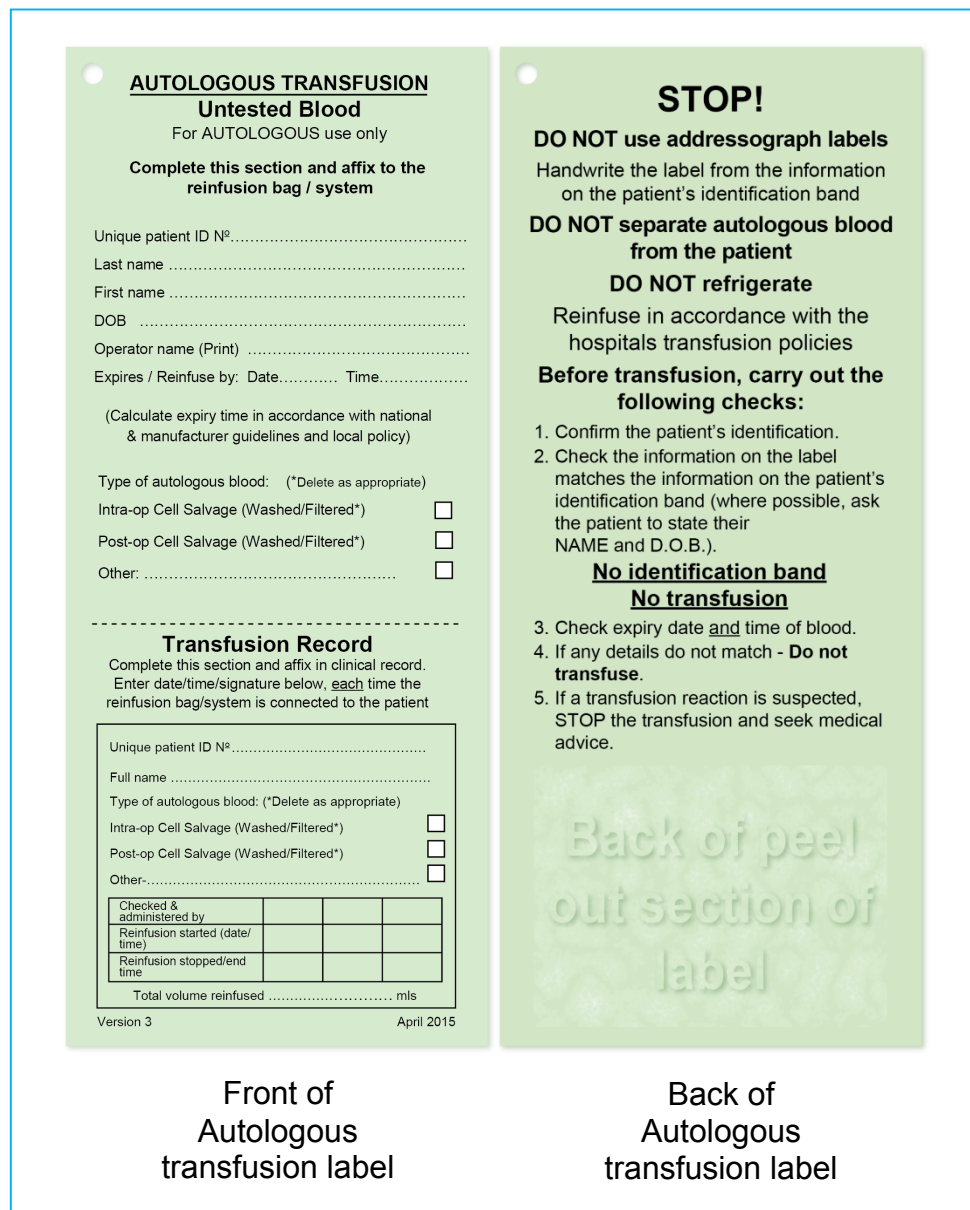 AUTOLOGOUS TRANSFUSION
Untested Blood
For AUTOLOGOUS use only
Complete this section and affix to the
reinfusion bag / system
Unique patient ID Nº................................................
Last name ............................................................
First name ............................................................
DOB ..................................................................
Operator name (Print) .............................................
Expires / Reinfuse by: Date............ Time..................
(Calculate expiry time in accordance with national
& manufacturer guidelines and local policy)
Type of autologous blood: (*Delete as appropriate)
Intra-op Cell Salvage (Washed/Filtered*)
Post-op Cell Salvage (Washed/Filtered*)
Other: ...................................................
Transfusion Record
Complete this section and affix in clinical record.
Enter date/time/signature below, each time the
reinfusion bag/system is connected to the patient
Unique patient ID Nº.............................................
Full name ............................................................
Type of autologous blood: (*Delete as appropriate)
Intra-op Cell Salvage (Washed/Filtered*)
Post-op Cell Salvage (Washed/Filtered*)
Other-...............................................................
Checked &
administered by
Reinfusion started (date/
time)
Reinfusion stopped/end
time
Total volume reinfused ............................ mls
Version 3 April 2015
STOP!
DO NOT use addressograph labels
Handwrite the label from the information
on the patient's identification band
DO NOT separate autologous blood
from the patient
DO NOT refrigerate
Reinfuse in accordance with the
hospitals transfusion policies
Before transfusion, carry out the
following checks:
1. Confirm the patient's identification.
2. Check the information on the label
matches the information on the patient's
identification band (where possible, ask
the patient to state their
NAME and D.O.B.).
No identification band
No transfusion
3. Check expiry date and time of blood.
4. If any details do not match - Do not
transfuse.
5. If a transfusion reaction is suspected,
STOP the transfusion and seek medical
advice.
Back of peel
out section of
label
Front of
Autologous
transfusion label
Back of
Autologous
transfusion label